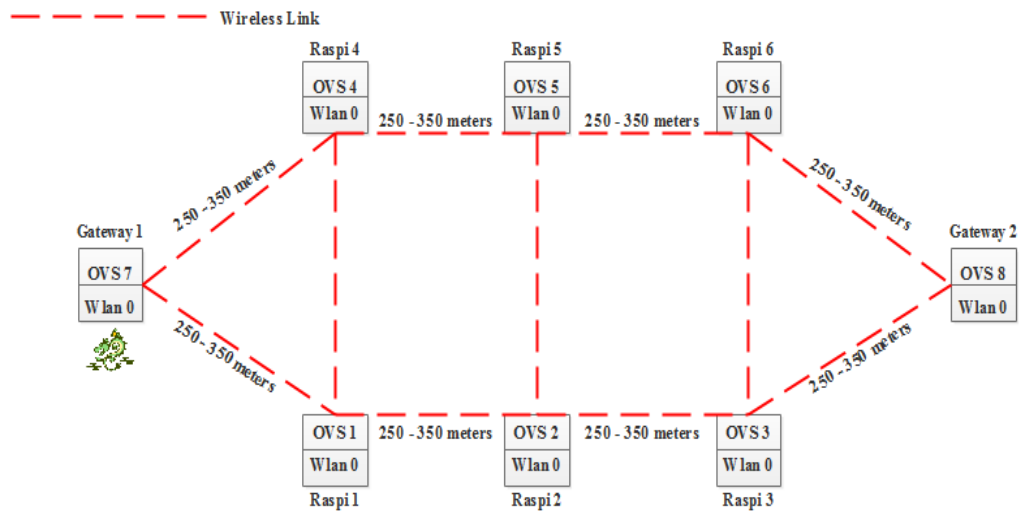 Wireless Link
Raspi 4
Raspi 5
Raspi 6
OVS 4
OVS 5
OVS 6
Wlan 0
Wlan 0
Wlan 0
250 - 350 meters
250 - 350 meters
250 - 350 meters
250 - 350 meters
Gateway 1
Gateway 2
OVS 7
OVS 8
Wlan 0
Wlan 0
250 - 350 meters
250 - 350 meters
OVS 1
250 - 350 meters
OVS 2
250 - 350 meters
OVS 3
Wlan 0
Wlan 0
Wlan 0
Raspi 1
Raspi 2
Raspi 3